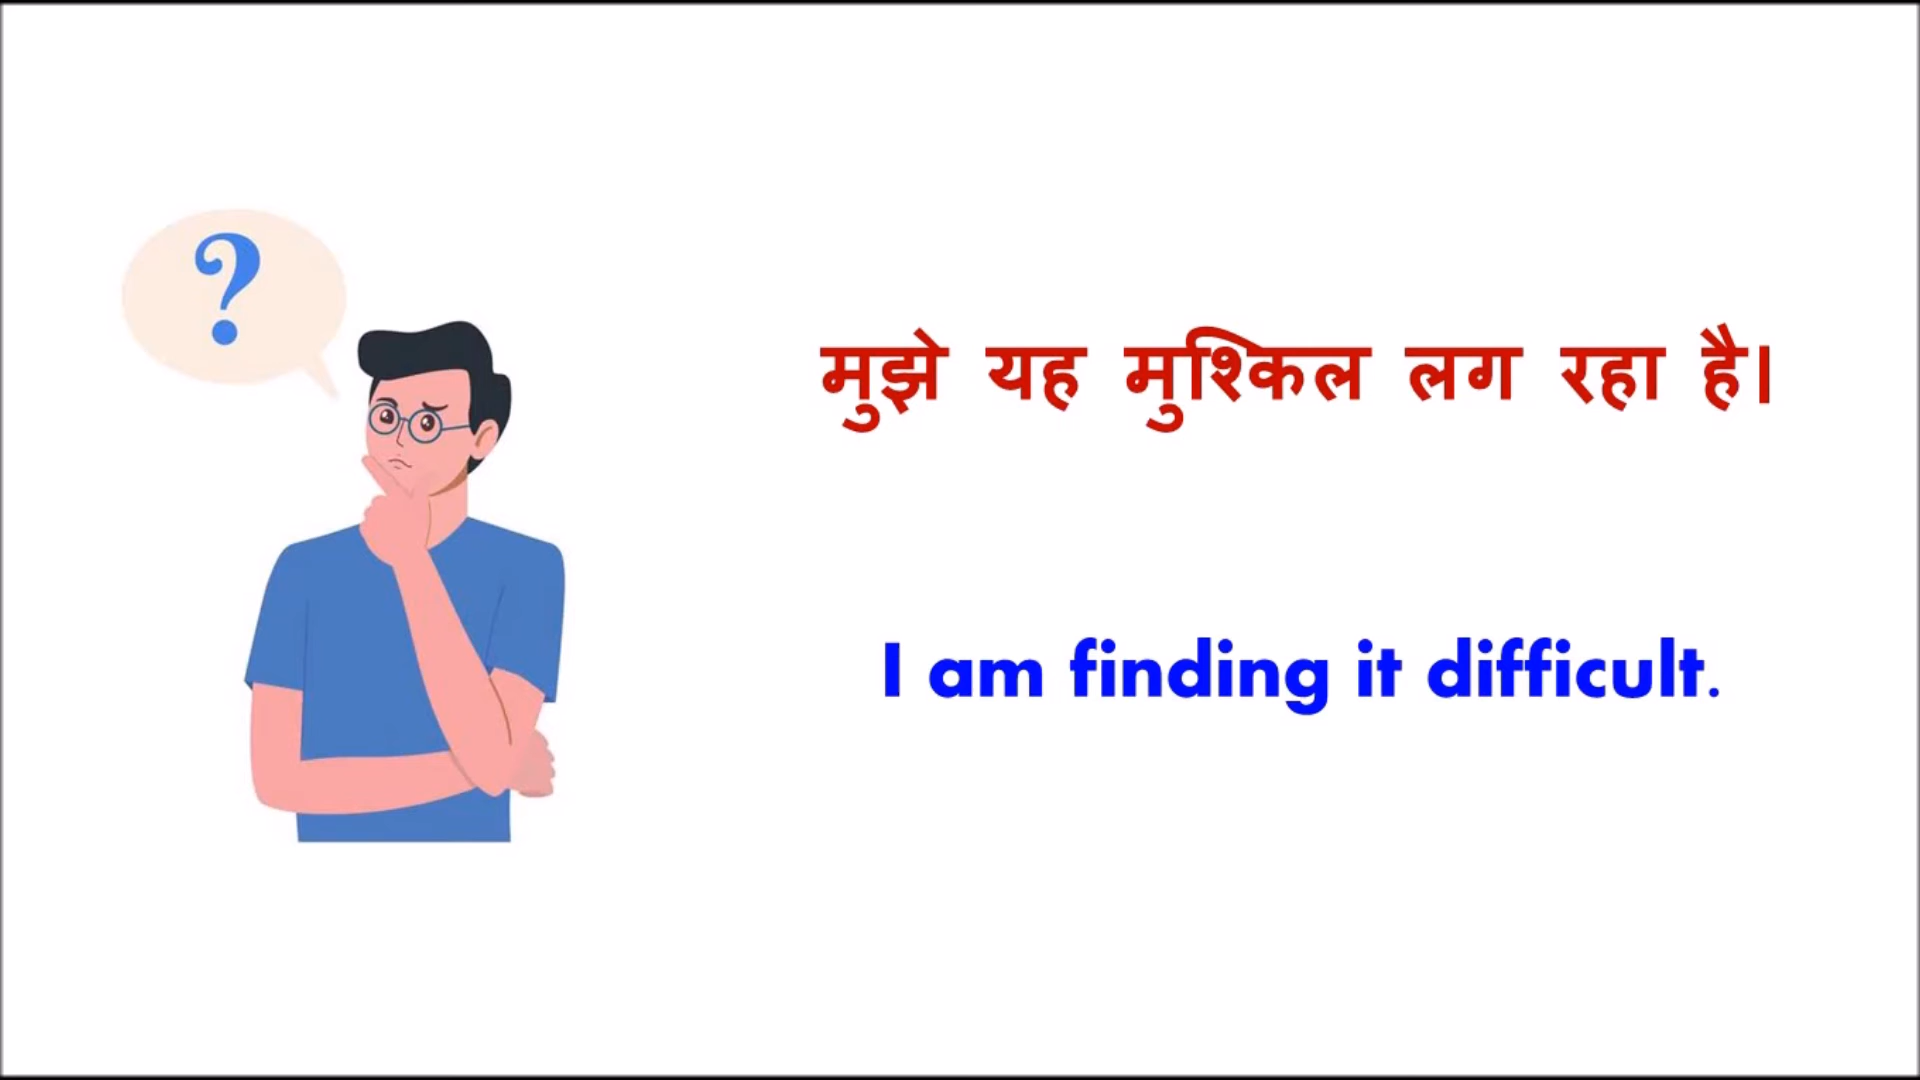 ?
मुझे यह मुश्किल लग रहा है।
I am finding it difficult.